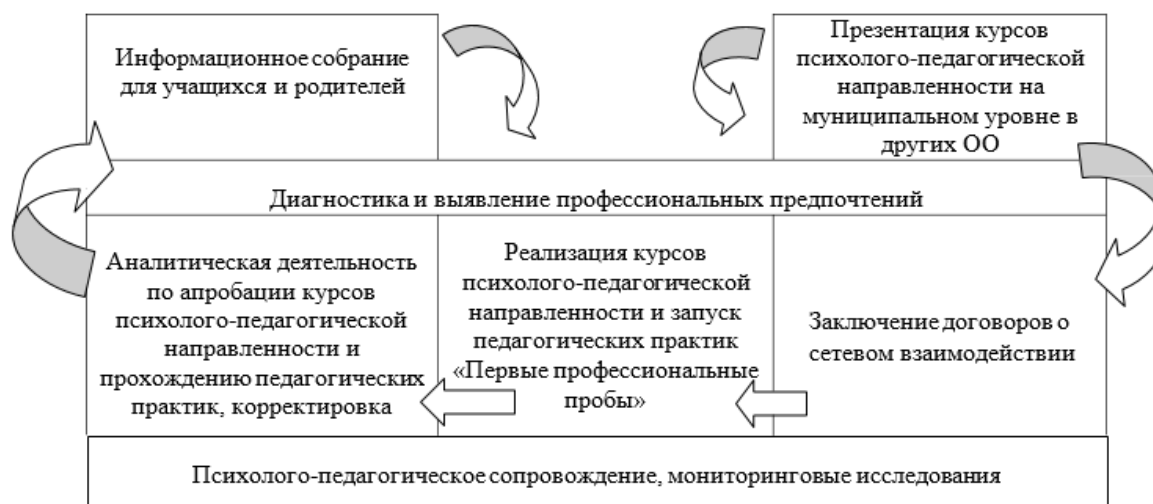 Информационное собрание
для учащихся и родителей
Презентация курсов
психолого-педагогической
направленности на
муниципальном уровне в
других ОО
Диагностика и выявление профессиональных предпочтений
Аналитическая деятельность
по апробации курсов
психолого-педагогической
направленности и
прохождению педагогических
практик, корректировка
Реализация курсов
психолого-педагогической
направленности и запуск
педагогических практик
«Первые профессиональные
пробы»
Заключение договоров о
сетевом взаимодействии
Психолого-педагогическое сопровождение, мониторинговые исследования